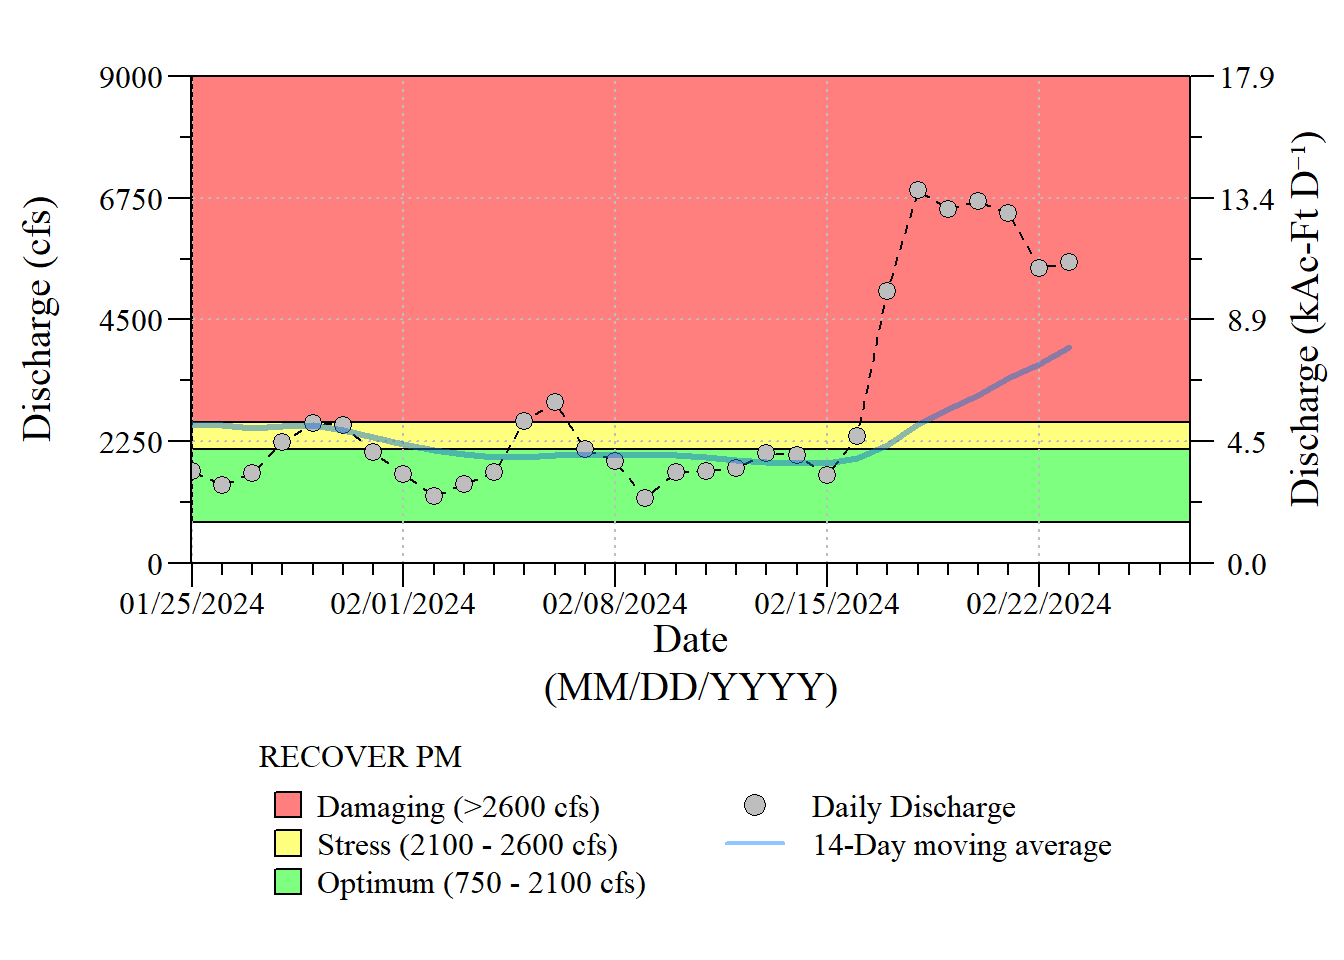 9000
6750
4500
2250
0
Discharge (cfs)
17.9
13.4
8.9
4.5
0.0
Discharge (kAc-Ft D⁻¹)
01/25/2024 02/01/2024 02/08/2024 02/15/2024 02/22/2024
Date
(MM/DD/YYYY)
RECOVER PM
Damaging (>2600 cfs)
Stress (2100 - 2600 cfs)
Optimum (750 - 2100 cfs)
Daily Discharge
14-Day moving average